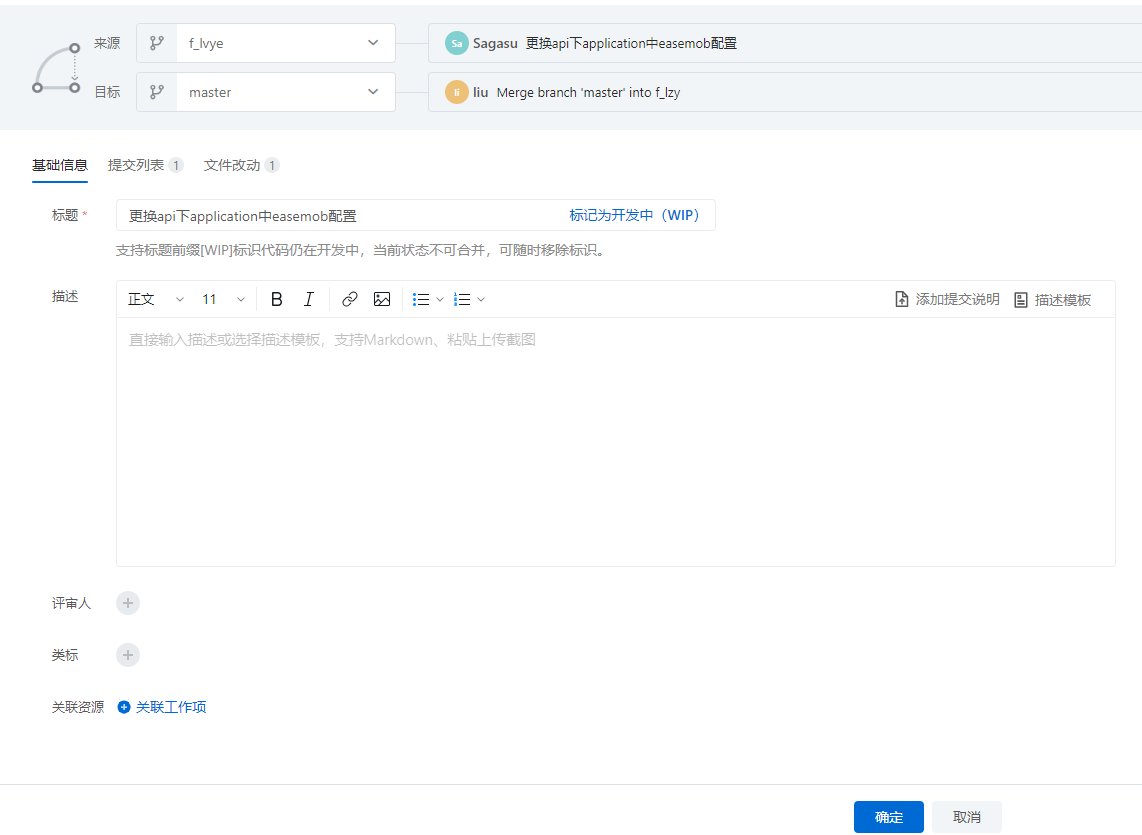 来源 f_lvye Sa Sagasu 更换api下application中easemob配置
目标 master li liu Merge branch 'master' into f_lzy
基础信息 提交列表 1 文件改动 1
标题 * 更换api下application中easemob配置 标记为开发中（WIP）
支持标题前缀[WIP]标识代码仍在开发中，当前状态不可合并，可随时移除标识。
描述 正文 11 B I 添加提交说明 描述模板
直接输入描述或选择描述模板，支持Markdown、粘贴上传截图
评审人
类标
关联资源 关联工作项
确定 取消